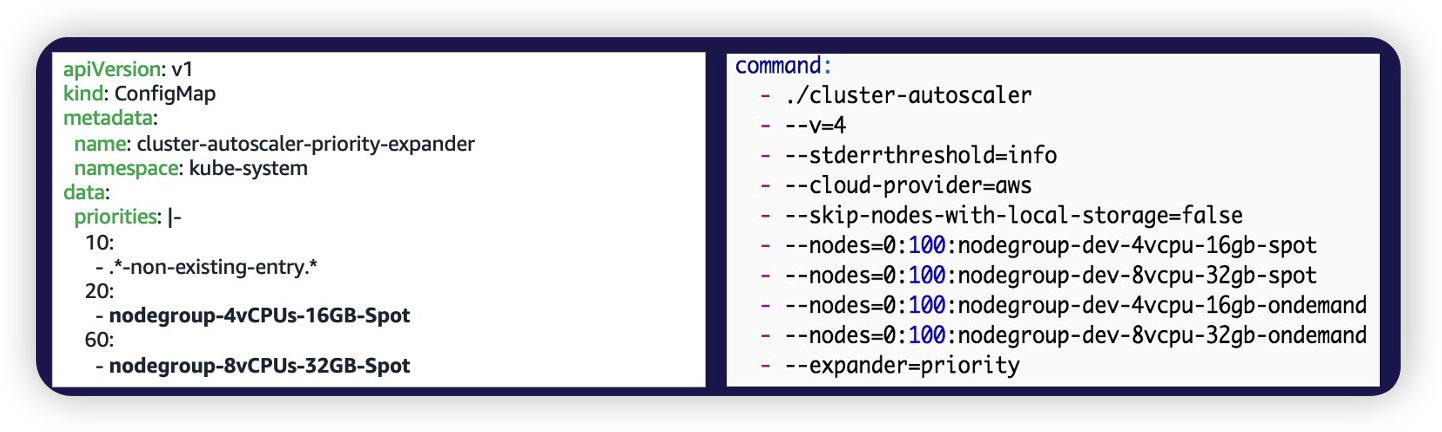 apiVersion: v1
kind: ConfigMap
metadata:
name: cluster-autoscaler-priority-expander
namespace: kube-system
data:
priorities: |-
10:
- .*-non-existing-entry.*
20:
- nodegroup-4vCPUs-16GB-Spot
60:
- nodegroup-8vCPUs-32GB-Spot
command:
- ./cluster-autoscaler
- --v=4
- --stderrthreshold=info
- --cloud-provider=aws
- --skip-nodes-with-local-storage=false
- --nodes=0:100:nodegroup-dev-4vcpu-16gb-spot
- --nodes=0:100:nodegroup-dev-8vcpu-32gb-spot
- --nodes=0:100:nodegroup-dev-4vcpu-16gb-ondemand
- --nodes=0:100:nodegroup-dev-8vcpu-32gb-ondemand
- --expander=priority